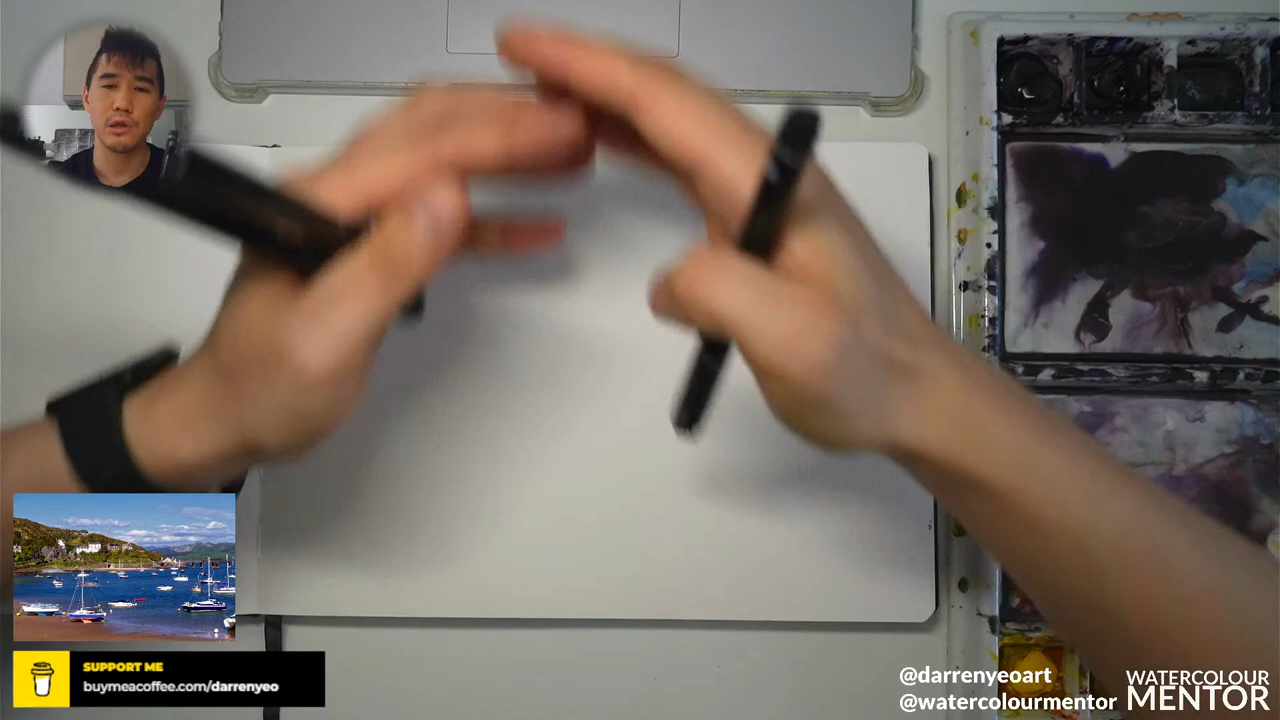 SUPPORT ME
buymeacoffee.com/darrenyeo
@darrenyeoart
@watercolourmentor
WATERCOLOUR
MENTOR